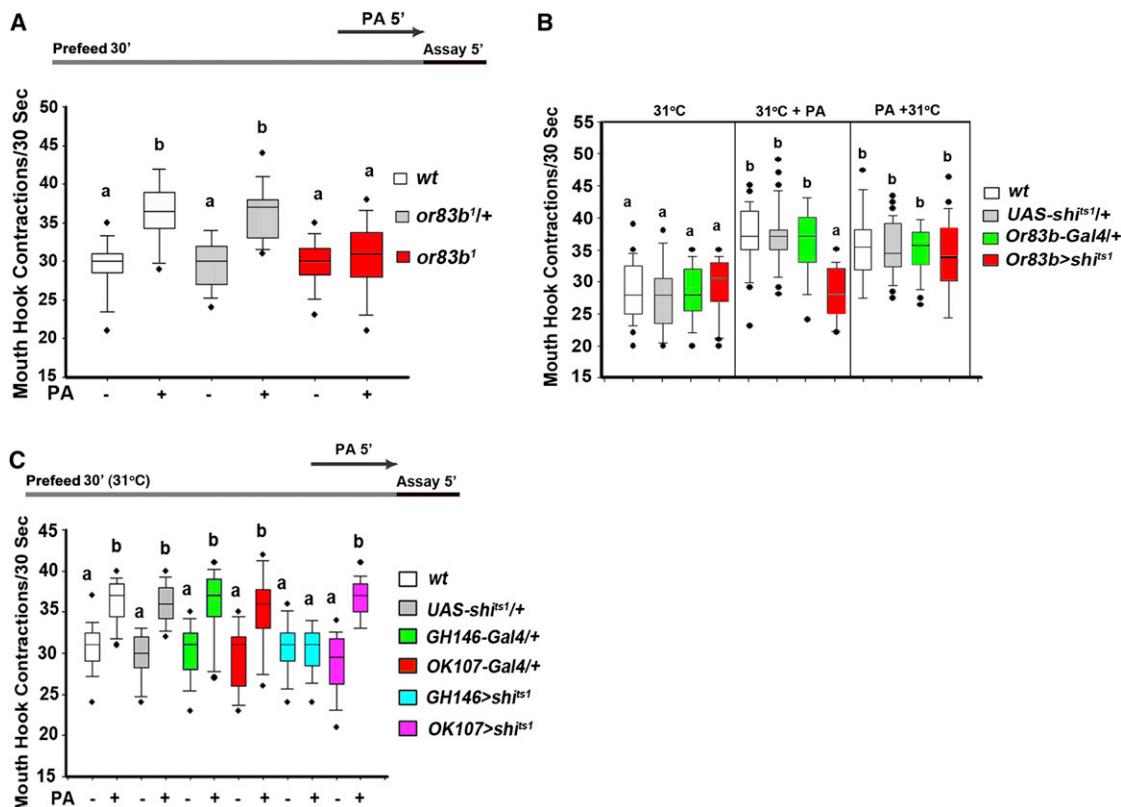 A
PA 5'
Prefeed 30'
Assay 5'
Mouth Hook Contractions/30 Sec
50
45
40
35
30
25
20
15
a
b
a
b
a
a
PA
- + - + - +
wt
or83b¹/+
or83b¹
B
Mouth Hook Contractions/30 Sec
31°C
31°C + PA
PA +31°C
55
50
45
40
35
30
25
20
15
a
a
a
a
b
b
b
a
b
b
b
b
wt
UAS-shiᵗˢ¹/+
Or83b-Gal4/+
Or83b>shiᵗˢ¹
C
PA 5'
Prefeed 30' (31°C)
Assay 5'
Mouth Hook Contractions/30 Sec
45
40
35
30
25
20
15
a
b
a
b
a
b
a
b
a
a
a
b
PA
- + - + - + - + - + - +
wt
UAS-shiᵗˢ¹/+
GH146-Gal4/+
OK107-Gal4/+
GH146>shiᵗˢ¹
OK107>shiᵗˢ¹